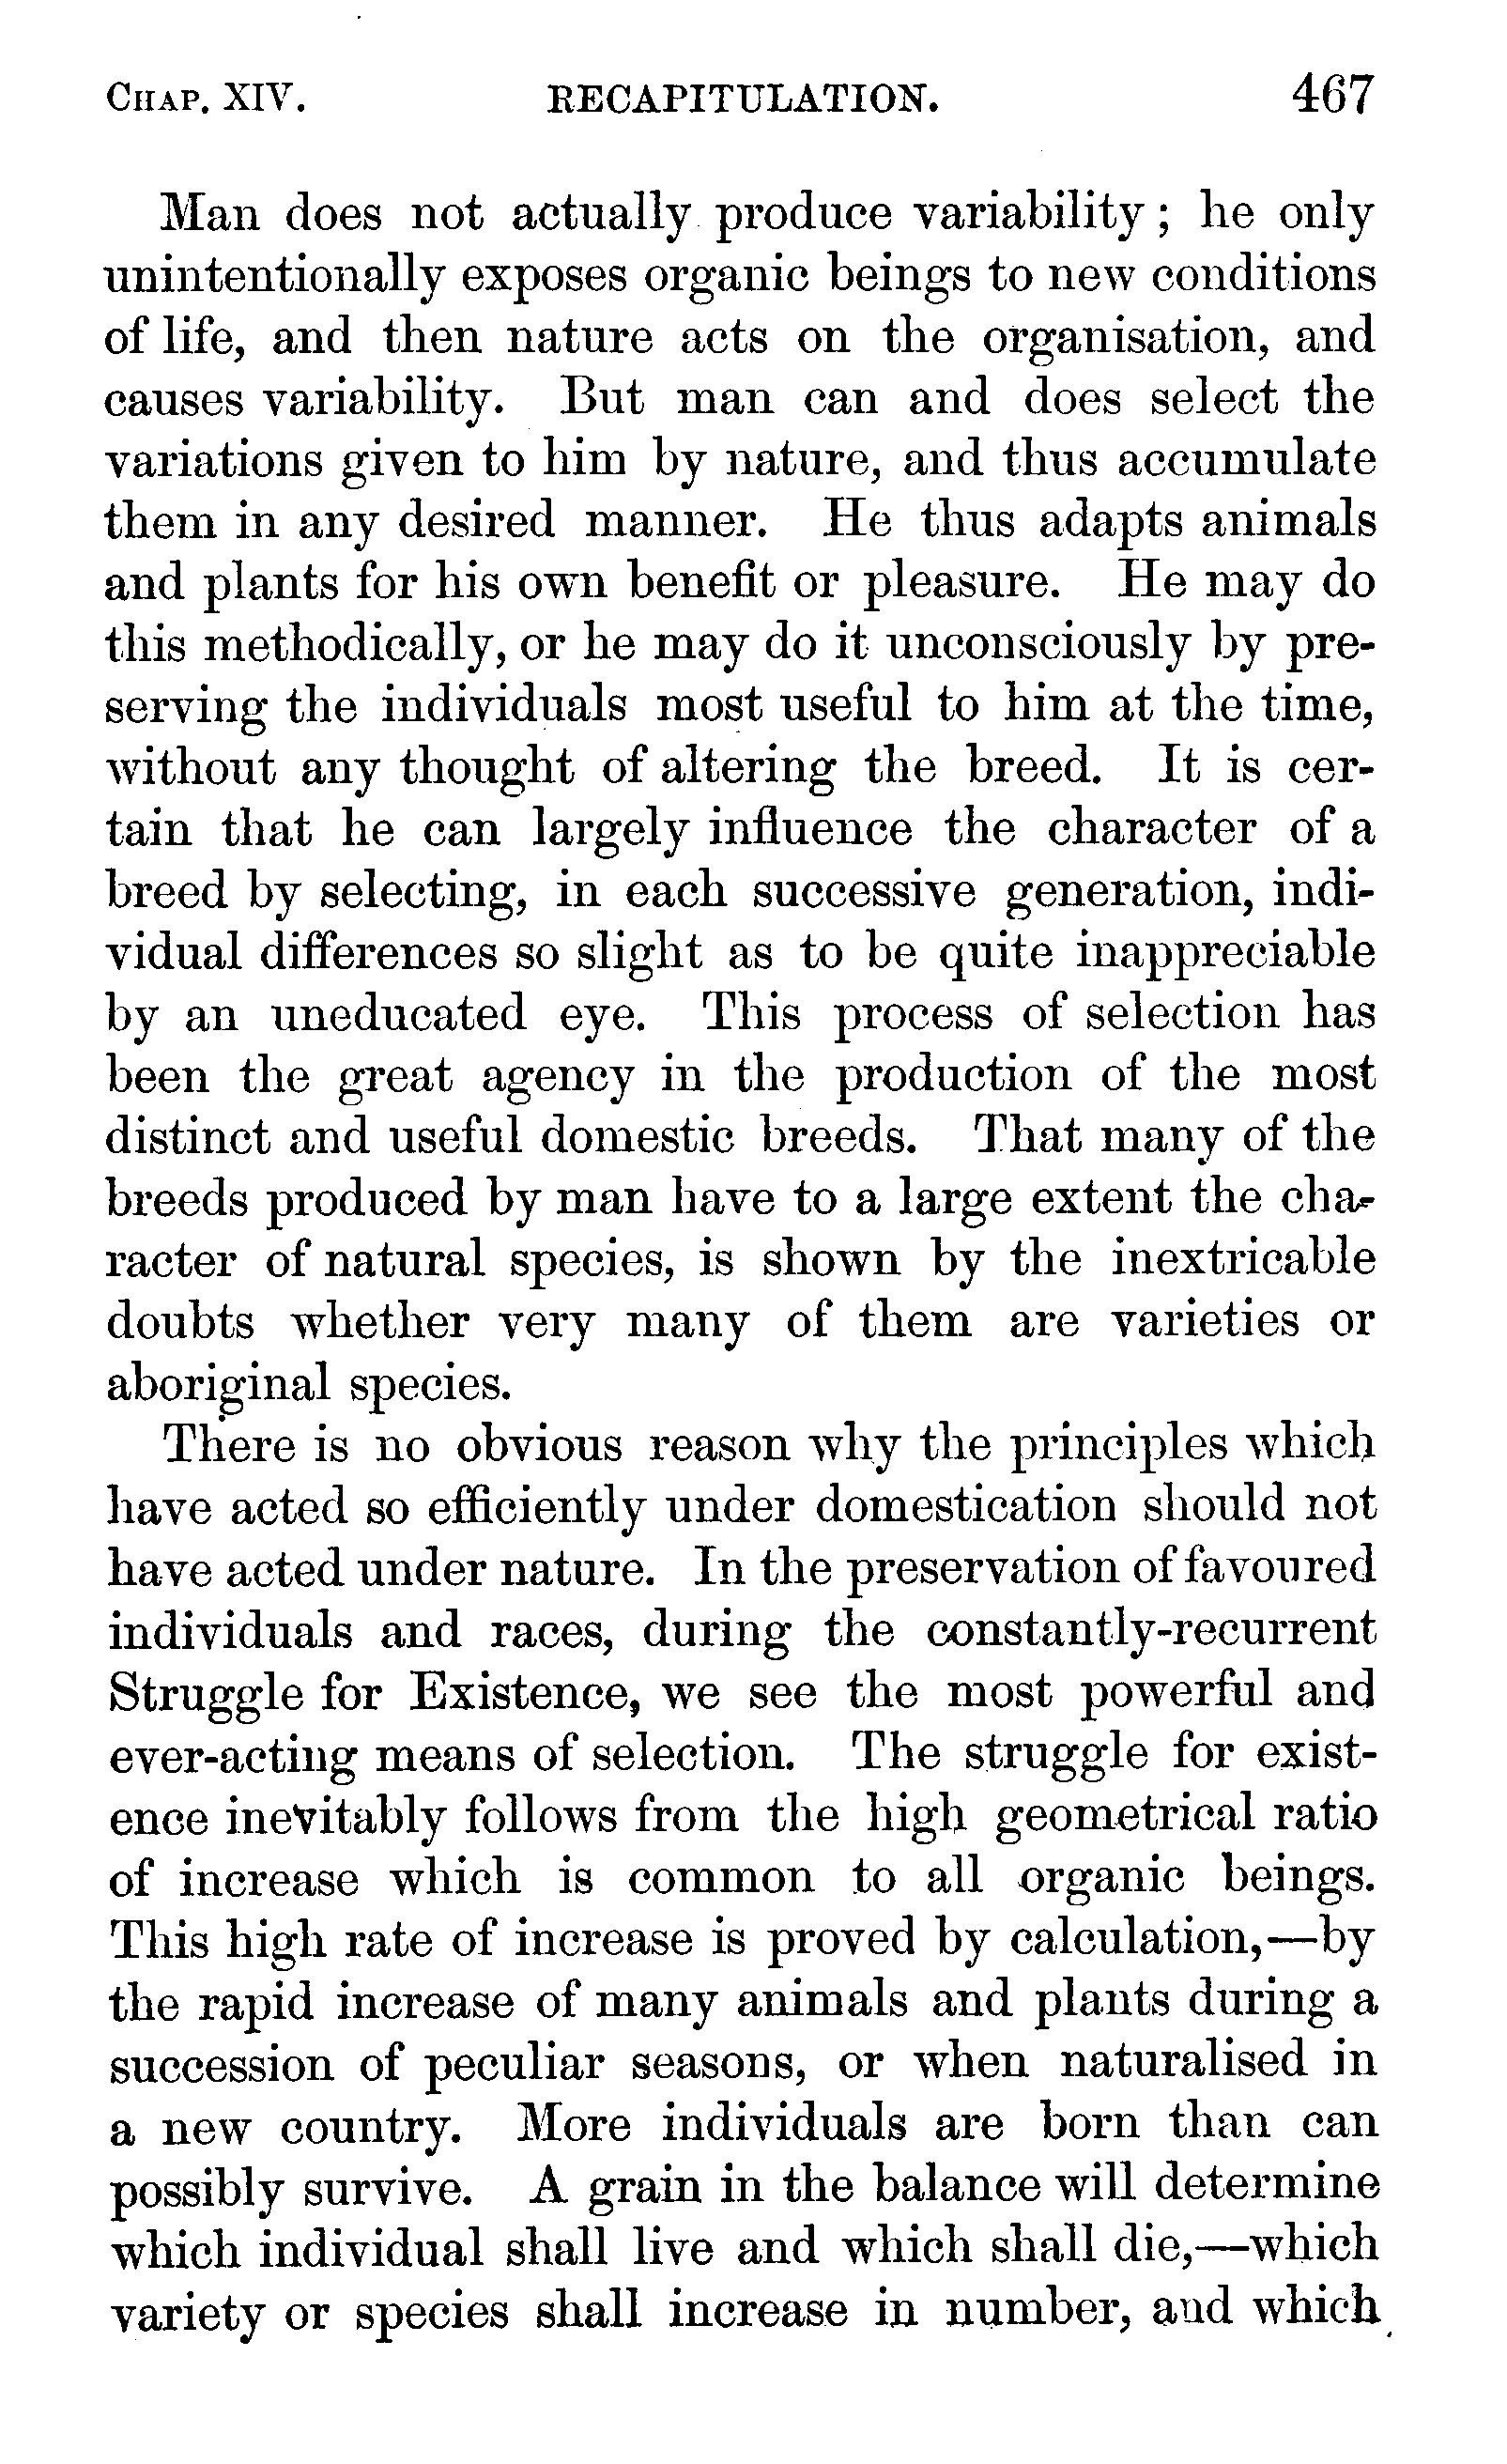 CHAP. XIV. RECAPITULATION. 467
Man does not actually produce variability; he only
unintentionally exposes organic beings to new conditions
of life, and then nature acts on the organisation, and
causes variability. But man can and does select the
variations given to him by nature, and thus accumulate
them in any desired manner. He thus adapts animals
and plants for his own benefit or pleasure. He may do
this methodically, or he may do it unconsciously by pre-
serving the individuals most useful to him at the time,
without any thought of altering the breed. It is cer-
tain that he can largely influence the character of a
breed by selecting, in each successive generation, indi-
vidual differences so slight as to be quite inappreciable
by an uneducated eye. This process of selection has
been the great agency in the production of the most
distinct and useful domestic breeds. That many of the
breeds produced by man have to a large extent the cha-
racter of natural species, is shown by the inextricable
doubts whether very many of them are varieties or
aboriginal species.
There is no obvious reason why the principles which
have acted so efficiently under domestication should not
have acted under nature. In the preservation of favoured
individuals and races, during the constantly-recurrent
Struggle for Existence, we see the most powerful and
ever-acting means of selection. The struggle for exist-
ence inevitably follows from the high geometrical ratio
of increase which is common to all organic beings.
This high rate of increase is proved by calculation,—by
the rapid increase of many animals and plants during a
succession of peculiar seasons, or when naturalised in
a new country. More individuals are born than can
possibly survive. A grain in the balance will determine
which individual shall live and which shall die,—which
variety or species shall increase in number, and which